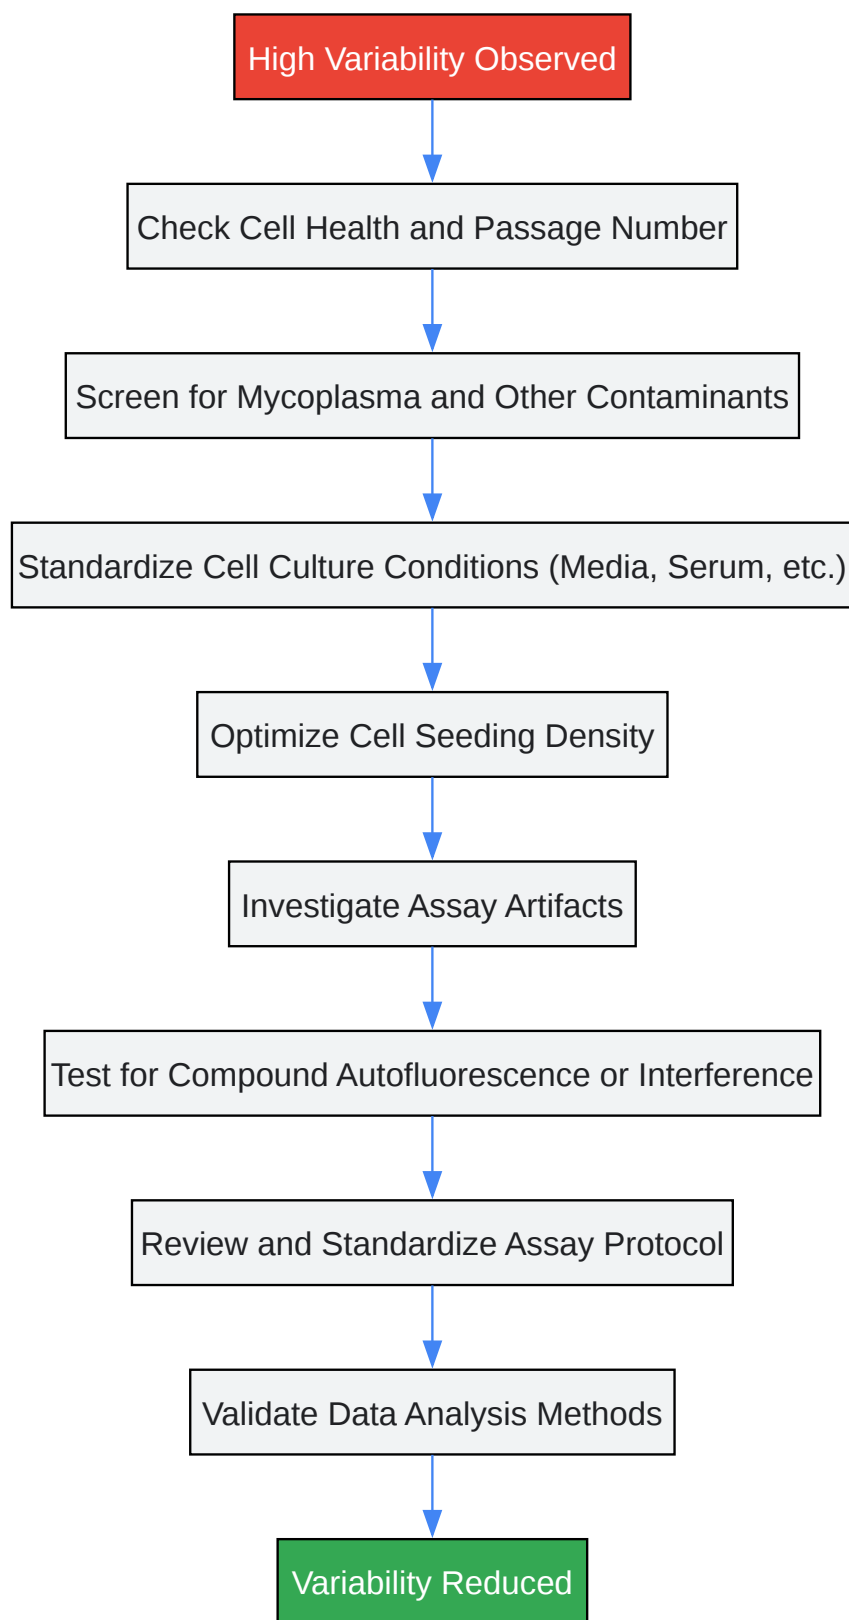 High Variability Observed
Check Cell Health and Passage Number
Screen for Mycoplasma and Other Contaminants
Standardize Cell Culture Conditions (Media, Serum, etc.)
Optimize Cell Seeding Density
Investigate Assay Artifacts
Test for Compound Autofluorescence or Interference
Review and Standardize Assay Protocol
Validate Data Analysis Methods
Variability Reduced